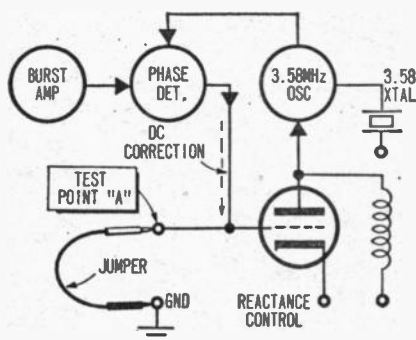 BURST
AMP
PHASE
DET.
3.58MHz
OSC
3.58
XTAL
DC
CORRECTION
TEST
POINT "A"
JUMPER
GND
REACTANCE
CONTROL